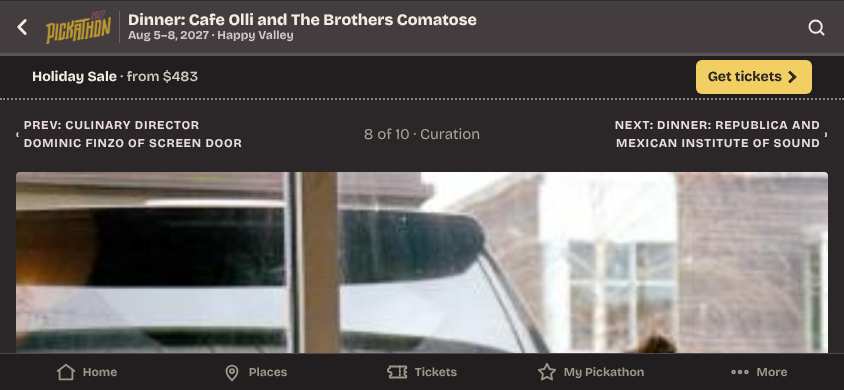 PICKATHON
Dinner: Cafe Olli and The Brothers Comatose
Aug 5–8, 2027 · Happy Valley
Holiday Sale · from $483
Get tickets
PREV: CULINARY DIRECTOR
DOMINIC FINZO OF SCREEN DOOR
8 of 10 · Curation
NEXT: DINNER: REPUBLICA AND
MEXICAN INSTITUTE OF SOUND
Home
Places
Tickets
My Pickathon
More